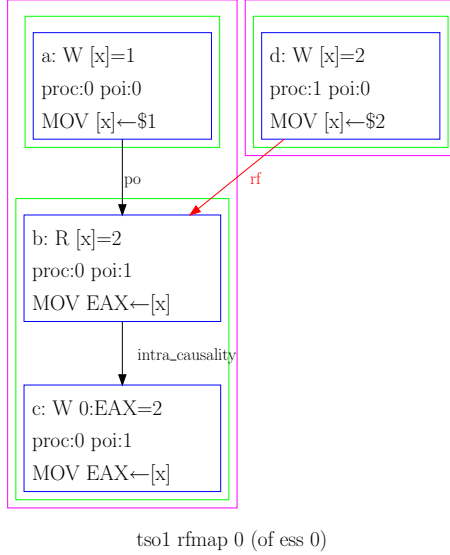 a: W [x]=1
proc:0 poi:0
MOV [x]←$1
d: W [x]=2
proc:1 poi:0
MOV [x]←$2
po
rf
b: R [x]=2
proc:0 poi:1
MOV EAX←[x]
intra_causality
c: W 0:EAX=2
proc:0 poi:1
MOV EAX←[x]
tso1 rfmap 0 (of ess 0)